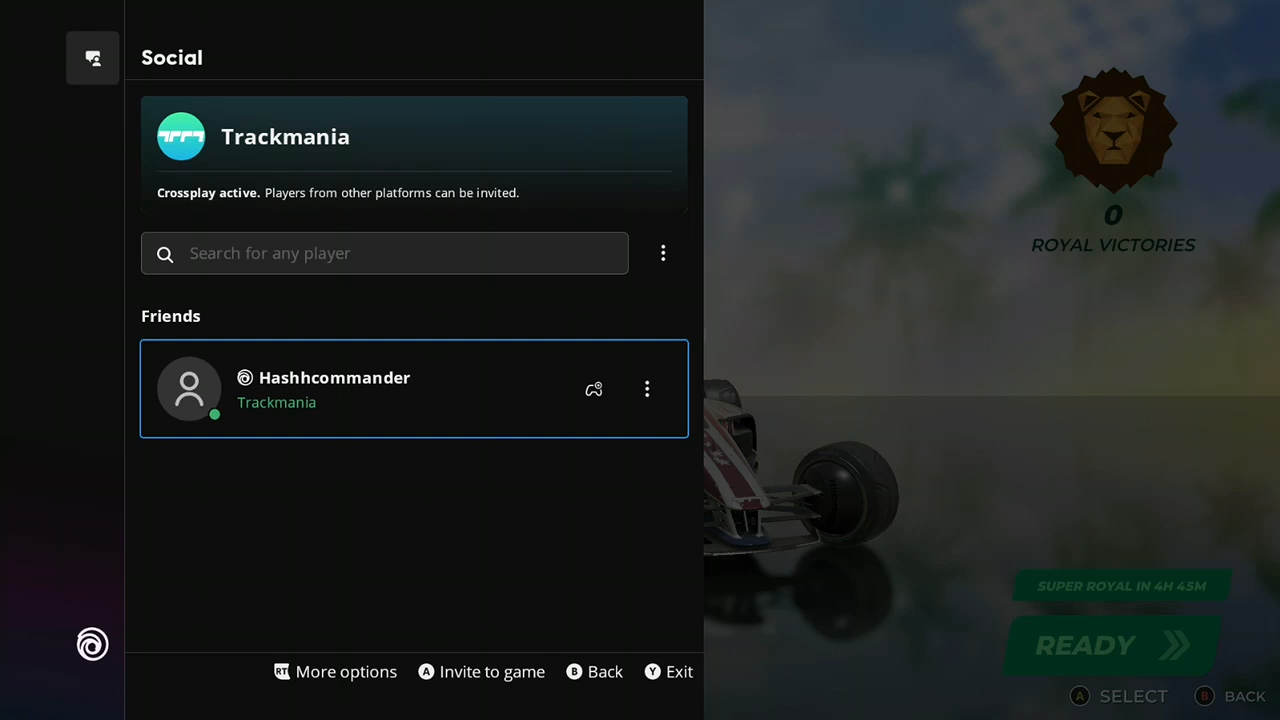 Social
Trackmania
Crossplay active. Players from other platforms can be invited.
Search for any player
Friends
Hashhcommander
Trackmania
RT More options A Invite to game B Back Y Exit
0
ROYAL VICTORIES
SUPER ROYAL IN 4H 45M
READY
A SELECT B BACK